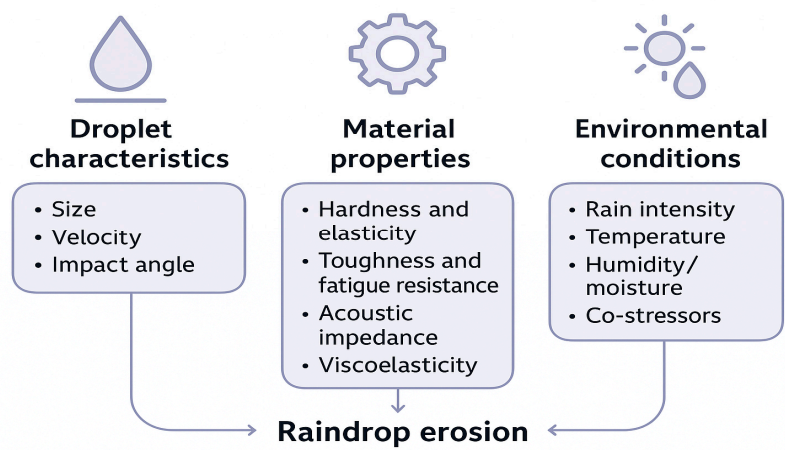 Droplet
characteristics
• Size
• Velocity
• Impact angle
Material
properties
• Hardness and
elasticity
• Toughness and
fatigue resistance
• Acoustic
impedance
• Viscoelasticity
Environmental
conditions
• Rain intensity
• Temperature
• Humidity/
moisture
• Co-stressors
Raindrop erosion